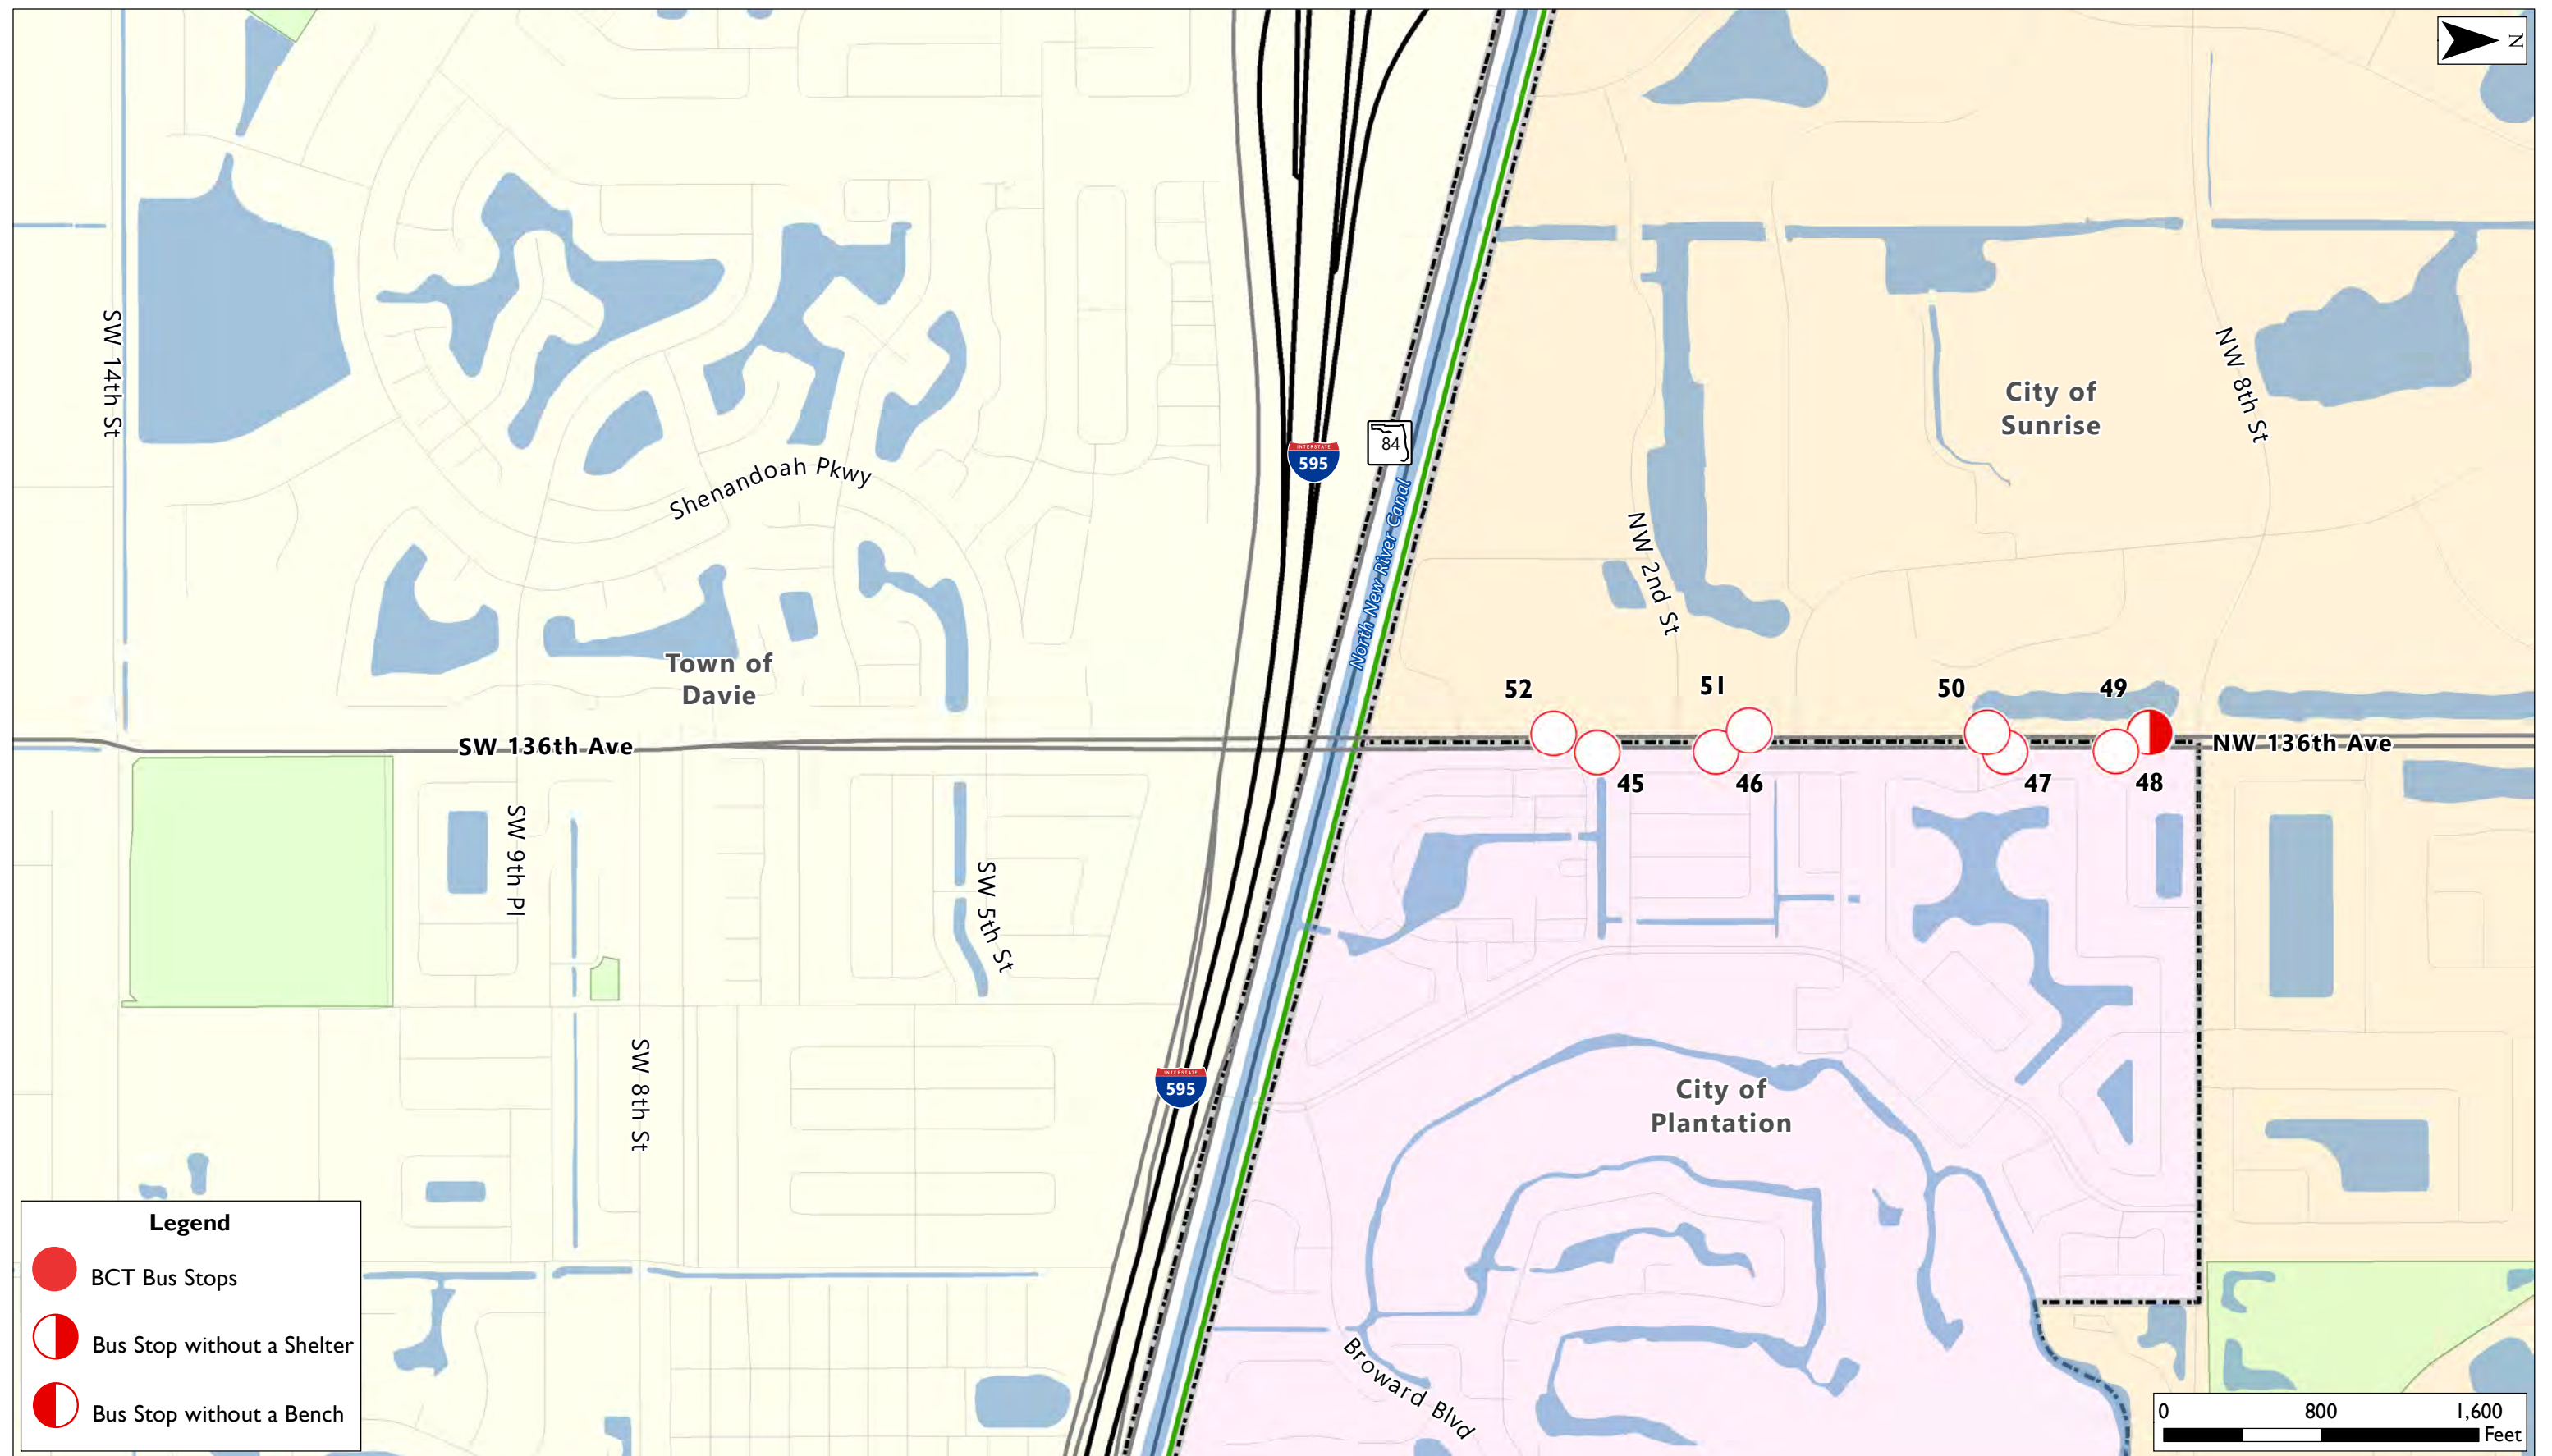 N
SW 14th St
Shenandoah Pkwy
INTERSTATE
595
84
North New River Canal
City of
Sunrise
NW 8th St
NW 2nd St
Town of
Davie
52
51
50
49
SW 136th Ave
NW 136th Ave
45
46
47
48
SW 9th Pl
SW 5th St
SW 8th St
INTERSTATE
595
City of
Plantation
Broward Blvd
Legend
BCT Bus Stops
Bus Stop without a Shelter
Bus Stop without a Bench
0 800 1,600
Feet